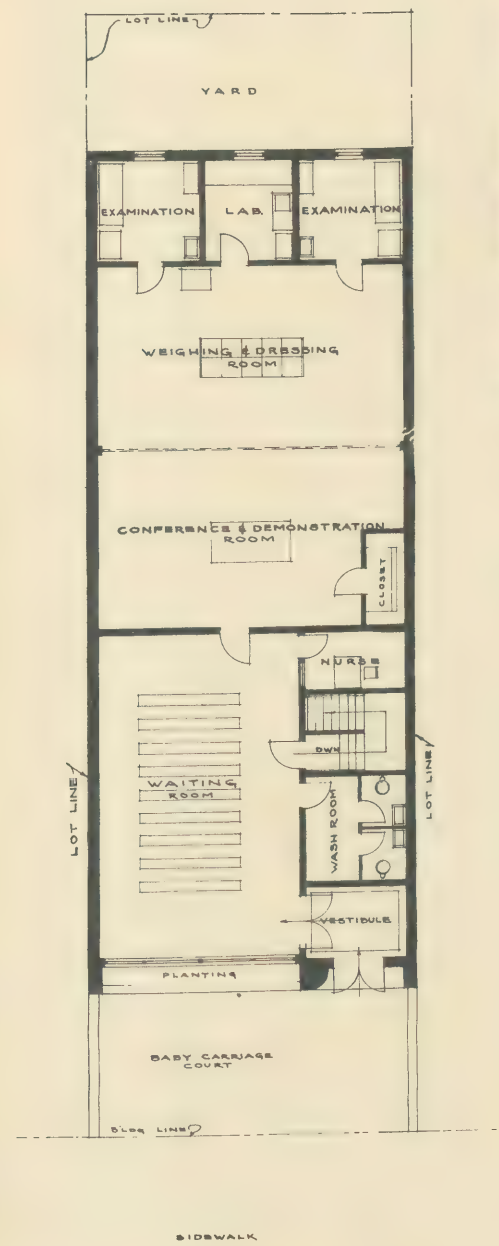 LOT LINE
YARD
EXAMINATION
LAB.
EXAMINATION
WEIGHING & DRESSING
ROOM
CONFERENCE & DEMONSTRATION
ROOM
CLOSET
NURSE
DWN
WAITING
ROOM
LOT LINE
LOT LINE
WASH ROOM
VESTIBULE
PLANTING
BABY CARRIAGE
COURT
BLDG LINE
SIDEWALK